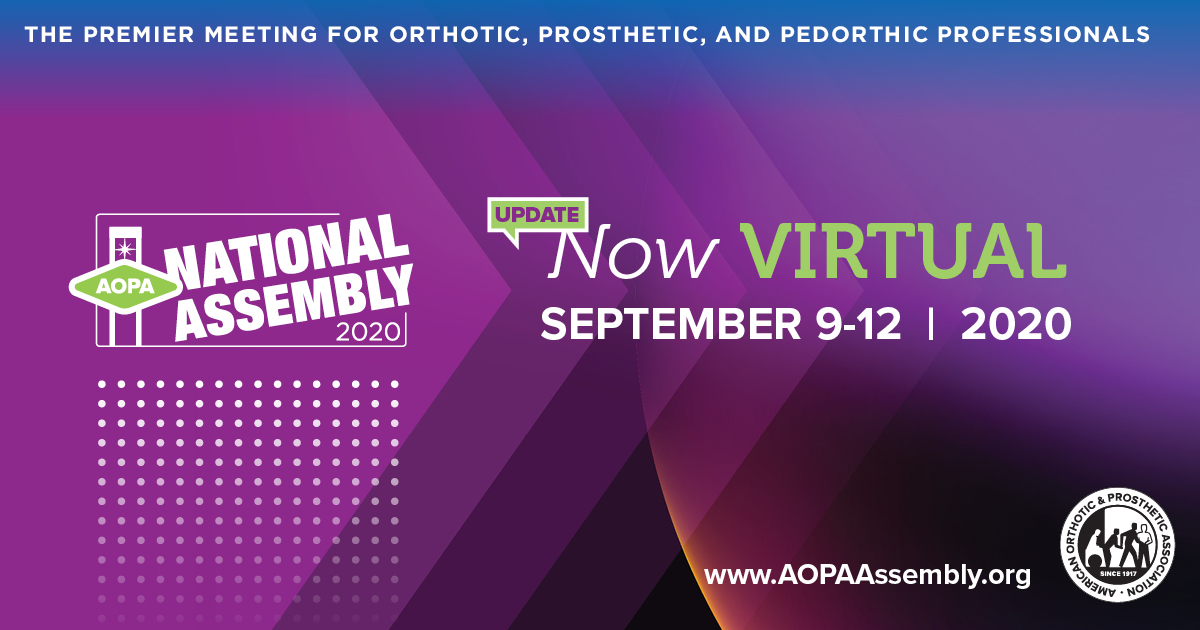 THE PREMIER MEETING FOR ORTHOTIC, PROSTHETIC, AND PEDORTHIC PROFESSIONALS
AOPA
NATIONAL
ASSEMBLY
2020
UPDATE
Now VIRTUAL
SEPTEMBER 9-12 | 2020
www.AOPAAssembly.org
AMERICAN ORTHOTIC & PROSTHETIC ASSOCIATION •
SINCE 1917